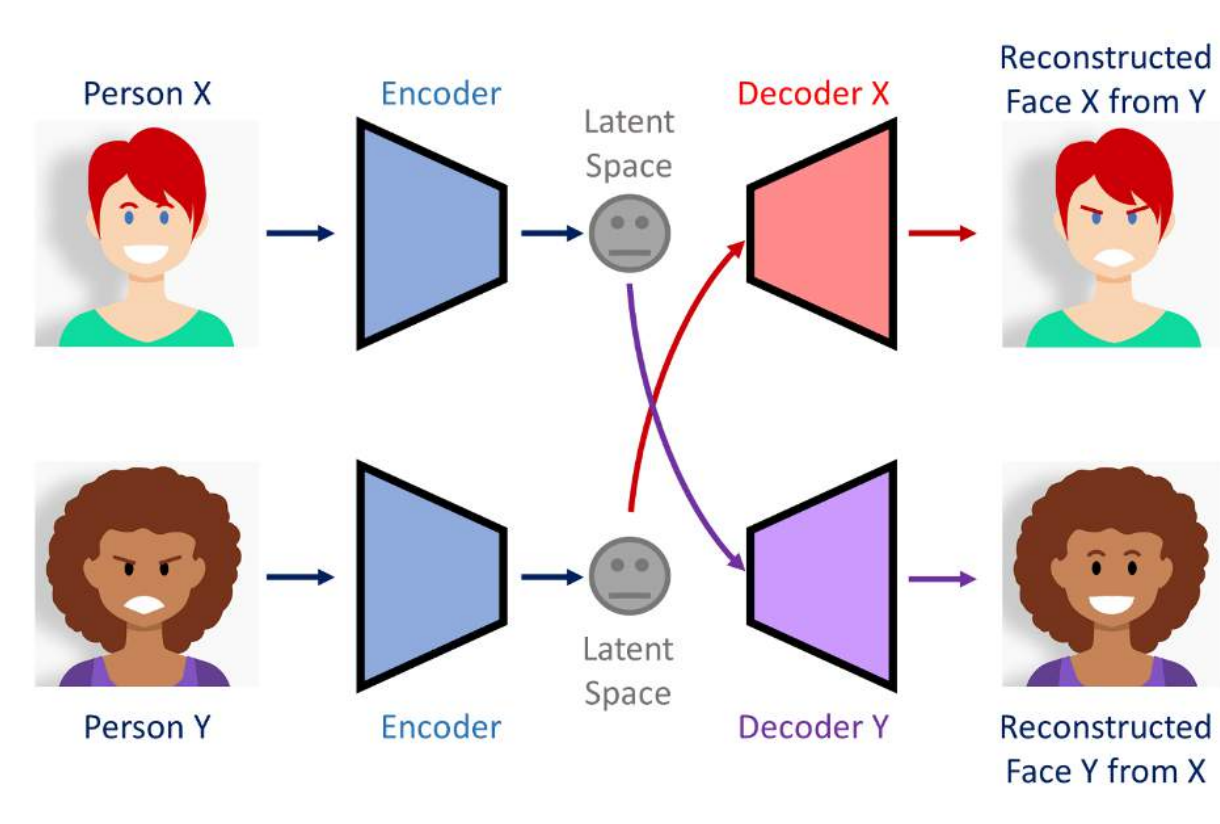 Person X
Encoder
Latent
Space
Decoder X
Reconstructed
Face X from Y
Person Y
Encoder
Latent
Space
Decoder Y
Reconstructed
Face Y from X